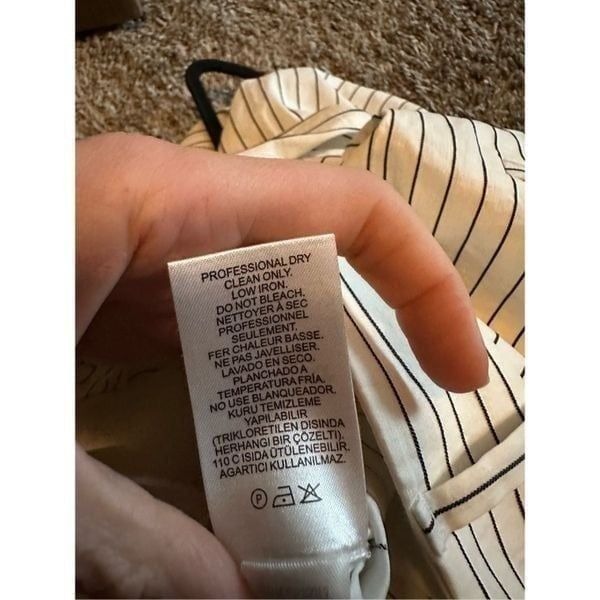 PROFESSIONAL DRY
CLEAN ONLY.
LOW IRON.
DO NOT BLEACH.
NETTOYER À SEC
PROFESSIONNEL
SEULEMENT.
FER CHALEUR BASSE.
NE PAS JAVELLISER.
LAVADO EN SECO.
PLANCHADO A
TEMPERATURA FRÍA.
NO USE BLANQUEADOR.
KURU TEMIZLEME
YAPILABILIR
(TRIKLORETILEN DISINDA
HERHANGI BIR ÇÖZELTI).
110 C ISIDA ÜTÜLENEBILIR.
AGARTICI KULLANILMAZ.
P